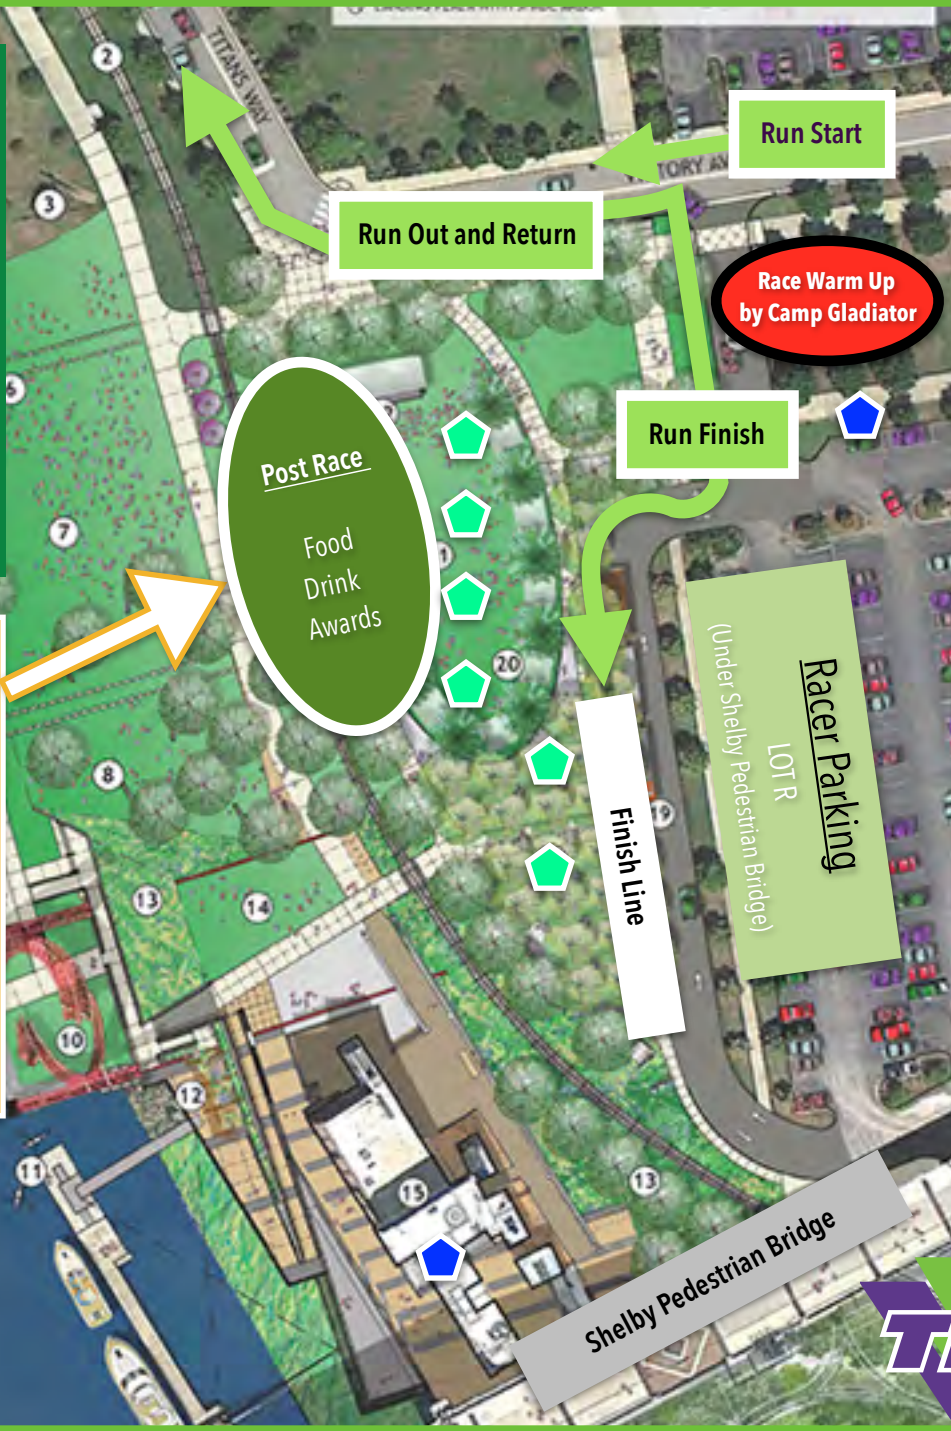 2
TITANS WAY
Run Start
3
Run Out and Return
Race Warm Up
by Camp Gladiator
6
Run Finish
Post Race
Food
Drink
Awards
7
20
Racer Parking
LOT R
(Under Shelby Pedestrian Bridge)
8
Finish Line
19
13
14
10
12
11
15
13
Shelby Pedestrian Bridge